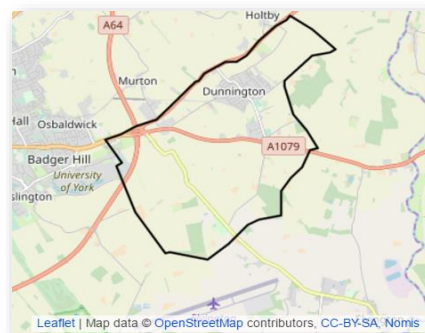 Holtby
A64
Murton
Dunnington
Hall
Osbaldwick
A1079
Badger Hill
University
of York
slington
Leaflet | Map data © OpenStreetMap contributors, CC-BY-SA, Nomis